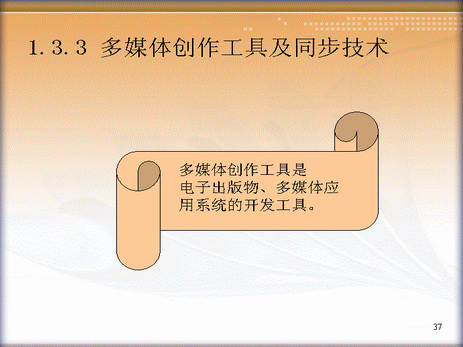 1.3.3 多媒体创作工具及同步技术
多媒体创作工具是
电子出版物、多媒体应
用系统的开发工具。
37